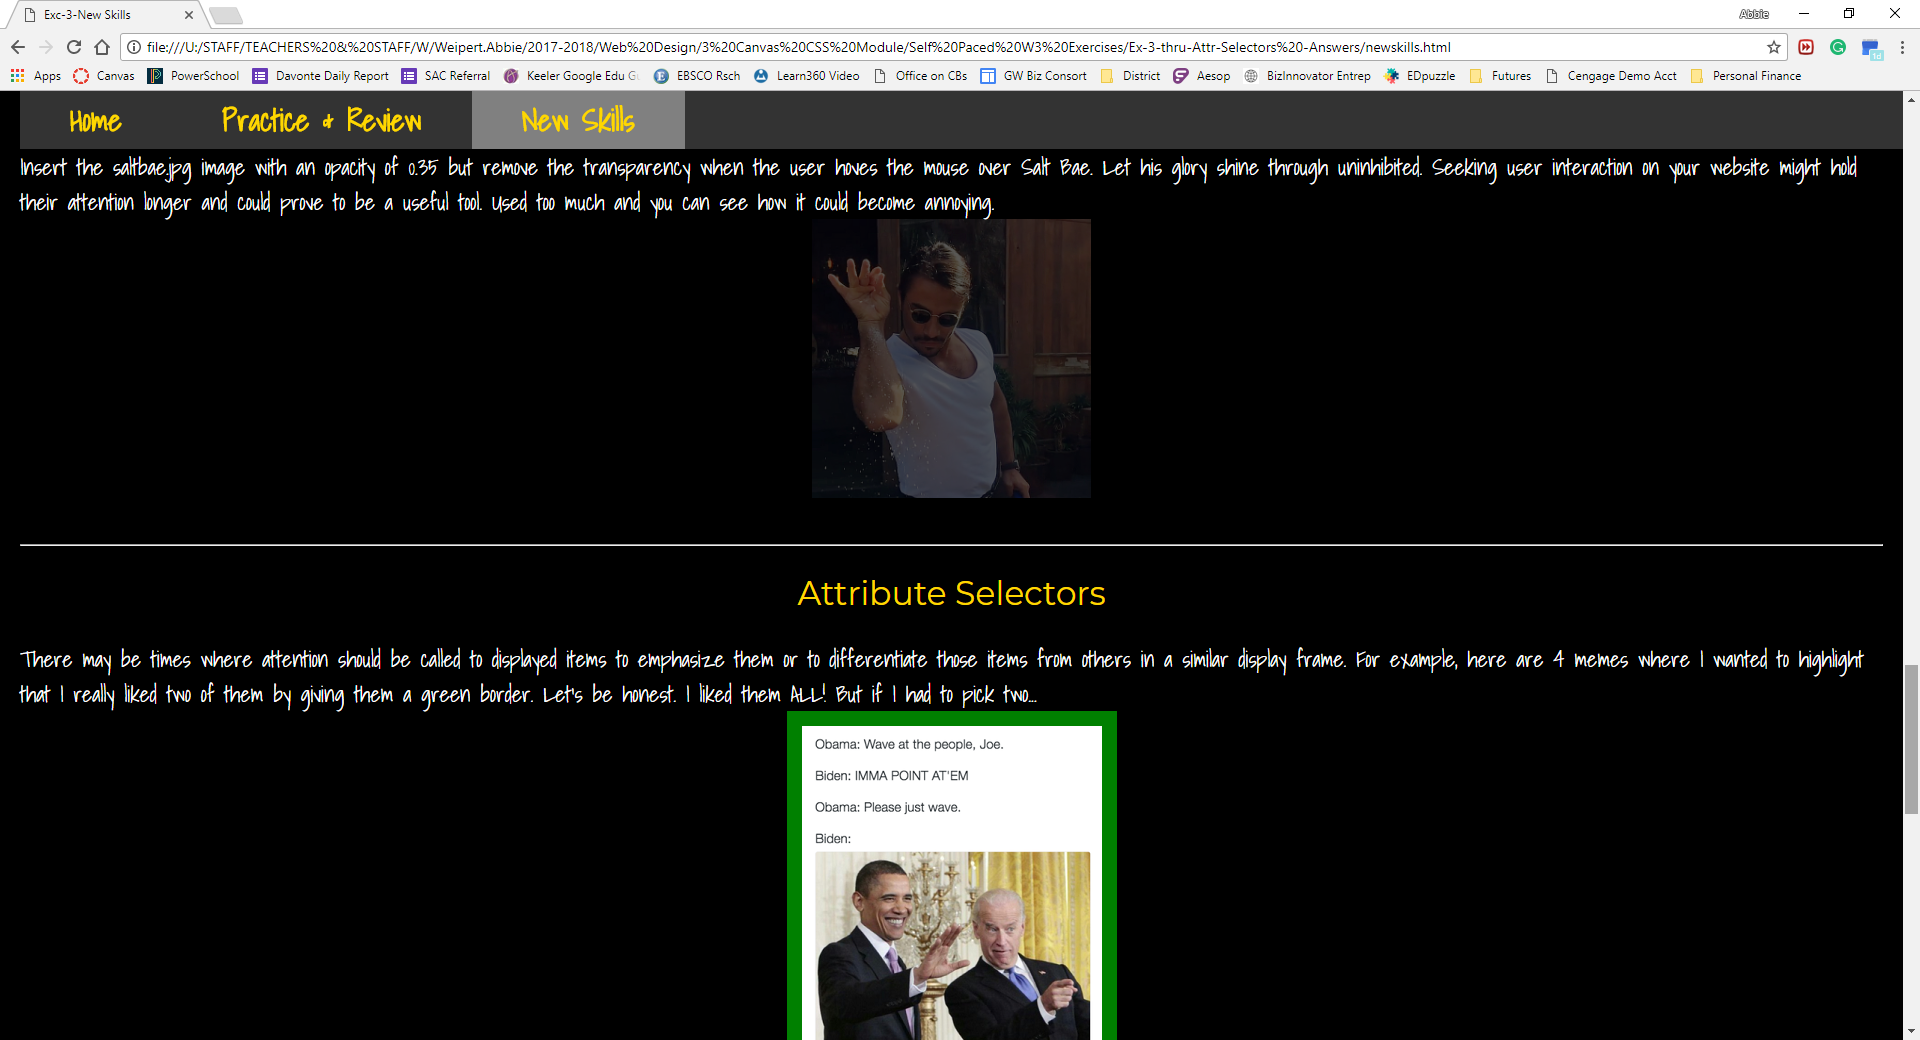 Exc-3-New Skills
Abbie
file:///U:/STAFF/TEACHERS%20&%20STAFF/W/Weipert.Abbie/2017-2018/Web%20Design/3%20Canvas%20CSS%20Module/Self%20Paced%20W3%20Exercises/Ex-3-thru-Attr-Selectors%20-Answers/newskills.html
Apps Canvas PowerSchool Davonte Daily Report SAC Referral Keeler Google Edu G EBSCO Rsch Learn360 Video Office on CBs GW Biz Consort District Aesop BizInnovator Entrep EDpuzzle Futures Cengage Demo Acct Personal Finance
Home Practice & Review New Skills
Insert the saltbae.jpg image with an opacity of 0.35 but remove the transparency when the user hoves the mouse over Salt Bae. Let his glory shine through uninhibited. Seeking user interaction on your website might hold
their attention longer and could prove to be a useful tool. Used too much and you can see how it could become annoying.
Attribute Selectors
There may be times where attention should be called to displayed items to emphasize them or to differentiate those items from others in a similar display frame. For example, here are 4 memes where I wanted to highlight
that I really liked two of them by giving them a green border. Let's be honest. I liked them ALL! But if I had to pick two...
Obama: Wave at the people, Joe.
Biden: IMMA POINT AT'EM
Obama: Please just wave.
Biden: